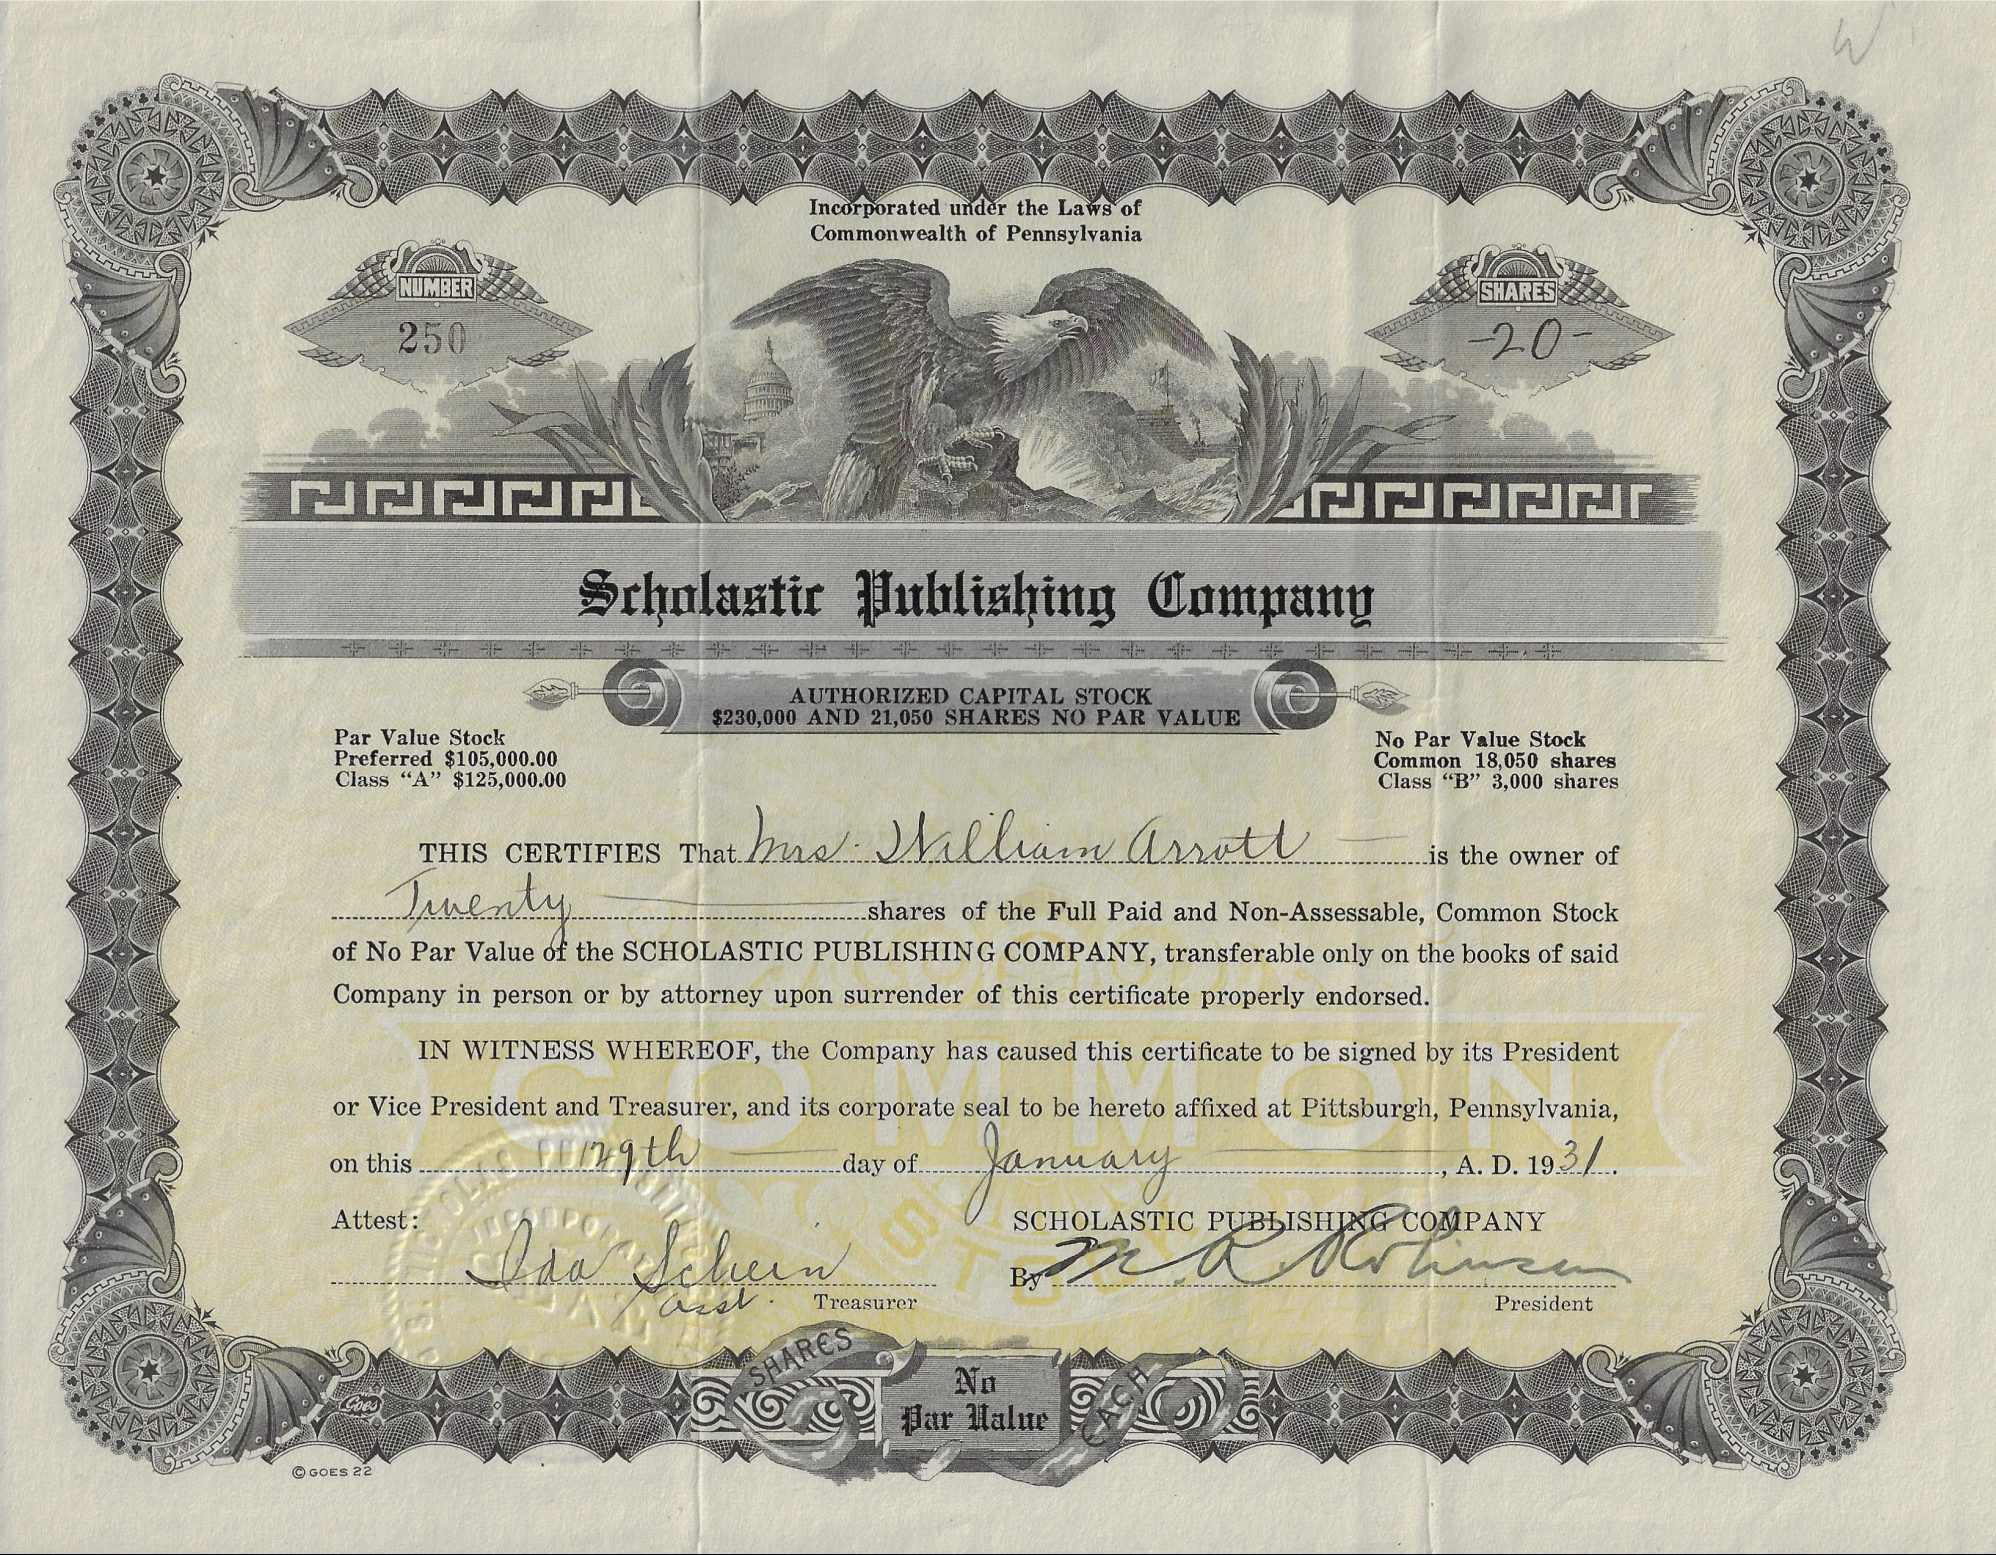 W
Incorporated under the Laws of
Commonwealth of Pennsylvania
NUMBER
250
SHARES
-20-
Scholastic Publishing Company
AUTHORIZED CAPITAL STOCK
$230,000 AND 21,050 SHARES NO PAR VALUE
Par Value Stock
Preferred $105,000.00
Class "A" $125,000.00
No Par Value Stock
Common 18,050 shares
Class "B" 3,000 shares
THIS CERTIFIES That Mrs. William Arrott is the owner of
Twenty shares of the Full Paid and Non-Assessable, Common Stock
of No Par Value of the SCHOLASTIC PUBLISHING COMPANY, transferable only on the books of said
Company in person or by attorney upon surrender of this certificate properly endorsed.
COMMON
STOCK
IN WITNESS WHEREOF, the Company has caused this certificate to be signed by its President
or Vice President and Treasurer, and its corporate seal to be hereto affixed at Pittsburgh, Pennsylvania,
on this 29th day of January, A. D. 1931.
Attest:
SCHOLASTIC PUBLISHING COMPANY
Ida Schein
Asst. Treasurer
By M. R. Robinson
President
SHARES
No
Par Value
EACH
Goes
© GOES 22